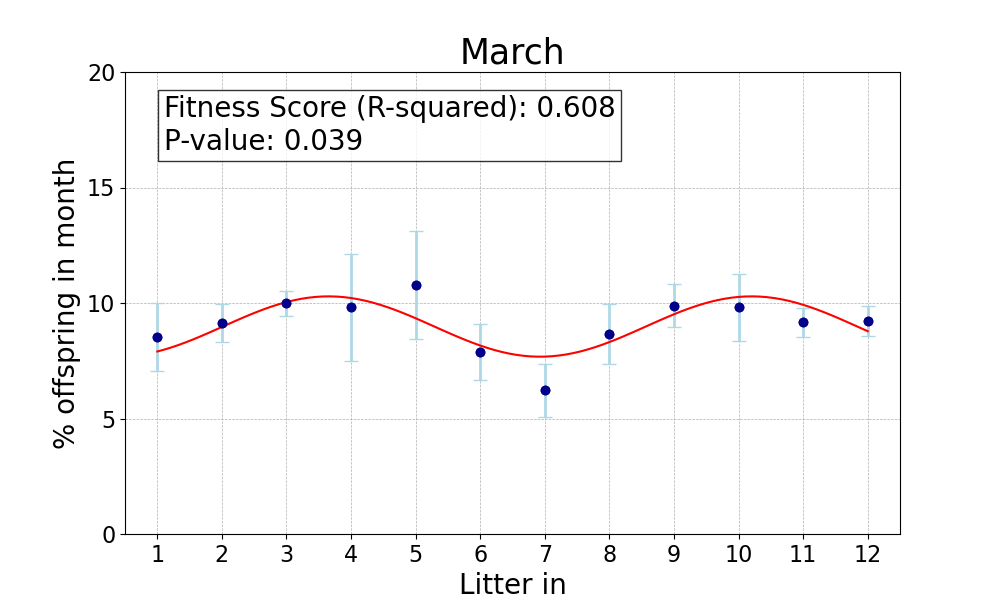 March
Fitness Score (R-squared): 0.608
P-value: 0.039
% offspring in month
20
15
10
5
0
1 2 3 4 5 6 7 8 9 10 11 12
Litter in